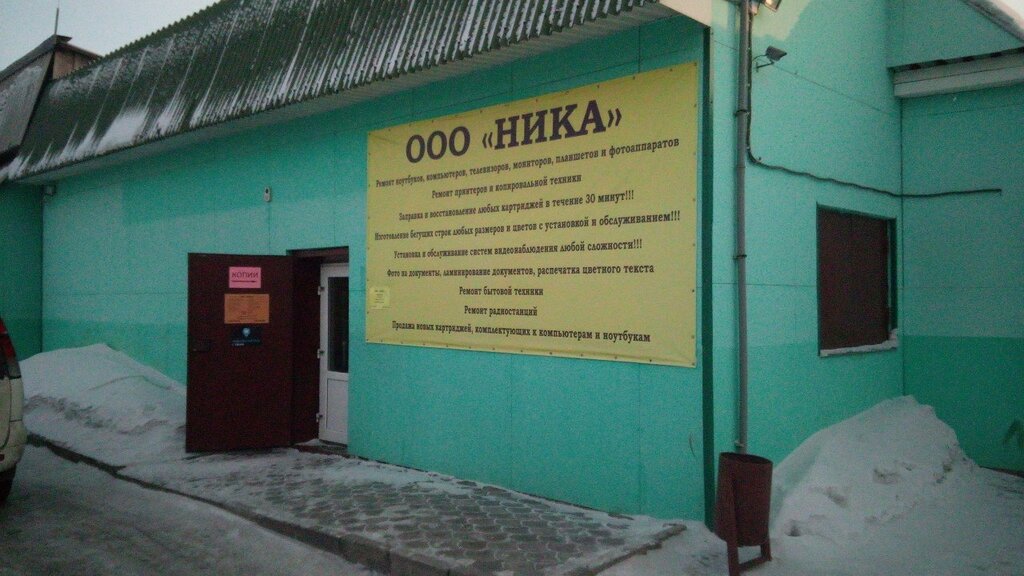 ООО «НИКА»
Ремонт ноутбуков, компьютеров, телевизоров, мониторов, планшетов и фотоаппаратов
Ремонт принтеров и копировальной техники
Заправка и восстановление любых картриджей в течение 30 минут!!!
Изготовление бегущих строк любых размеров и цветов с установкой и обслуживанием!!!
Установка и обслуживание систем видеонаблюдения любой сложности!!!
Фото на документы, ламинирование документов, распечатка цветного текста
Ремонт бытовой техники
Ремонт радиостанций
Продажа новых картриджей, комплектующих к компьютерам и ноутбукам
КОПИИ